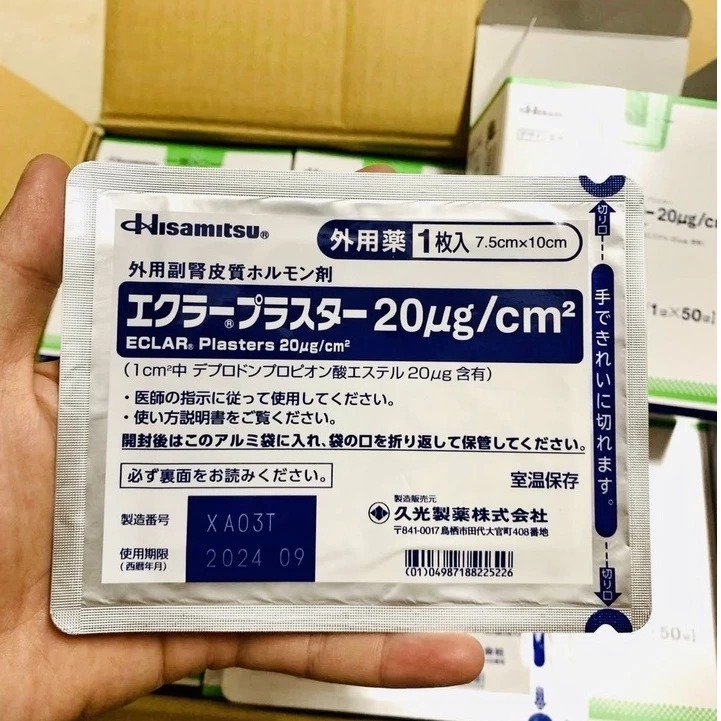 Hisamitsu®
外用薬 1枚入 7.5cm×10cm
外用副腎皮質ホルモン剤
エクラー®プラスター 20μg/cm²
ECLAR® Plasters 20μg/cm²
(1cm²中 デプロドンプロピオン酸エステル 20μg 含有)
・医師の指示に従って使用してください。
・使い方説明書をご覧ください。
開封後はこのアルミ袋に入れ、袋の口を折り返して保管してください。
必ず裏面をお読みください。
室温保存
製造番号 XA03T
使用期限 2024 09
(西暦年月)
製造販売元
久光製薬株式会社
〒841-0017 鳥栖市田代大官町408番地
(01)04987188225226
切り口
手できれいに切れます。
切り口
Hisamitsu
Hisamitsu
ー20μg/c
×50
50